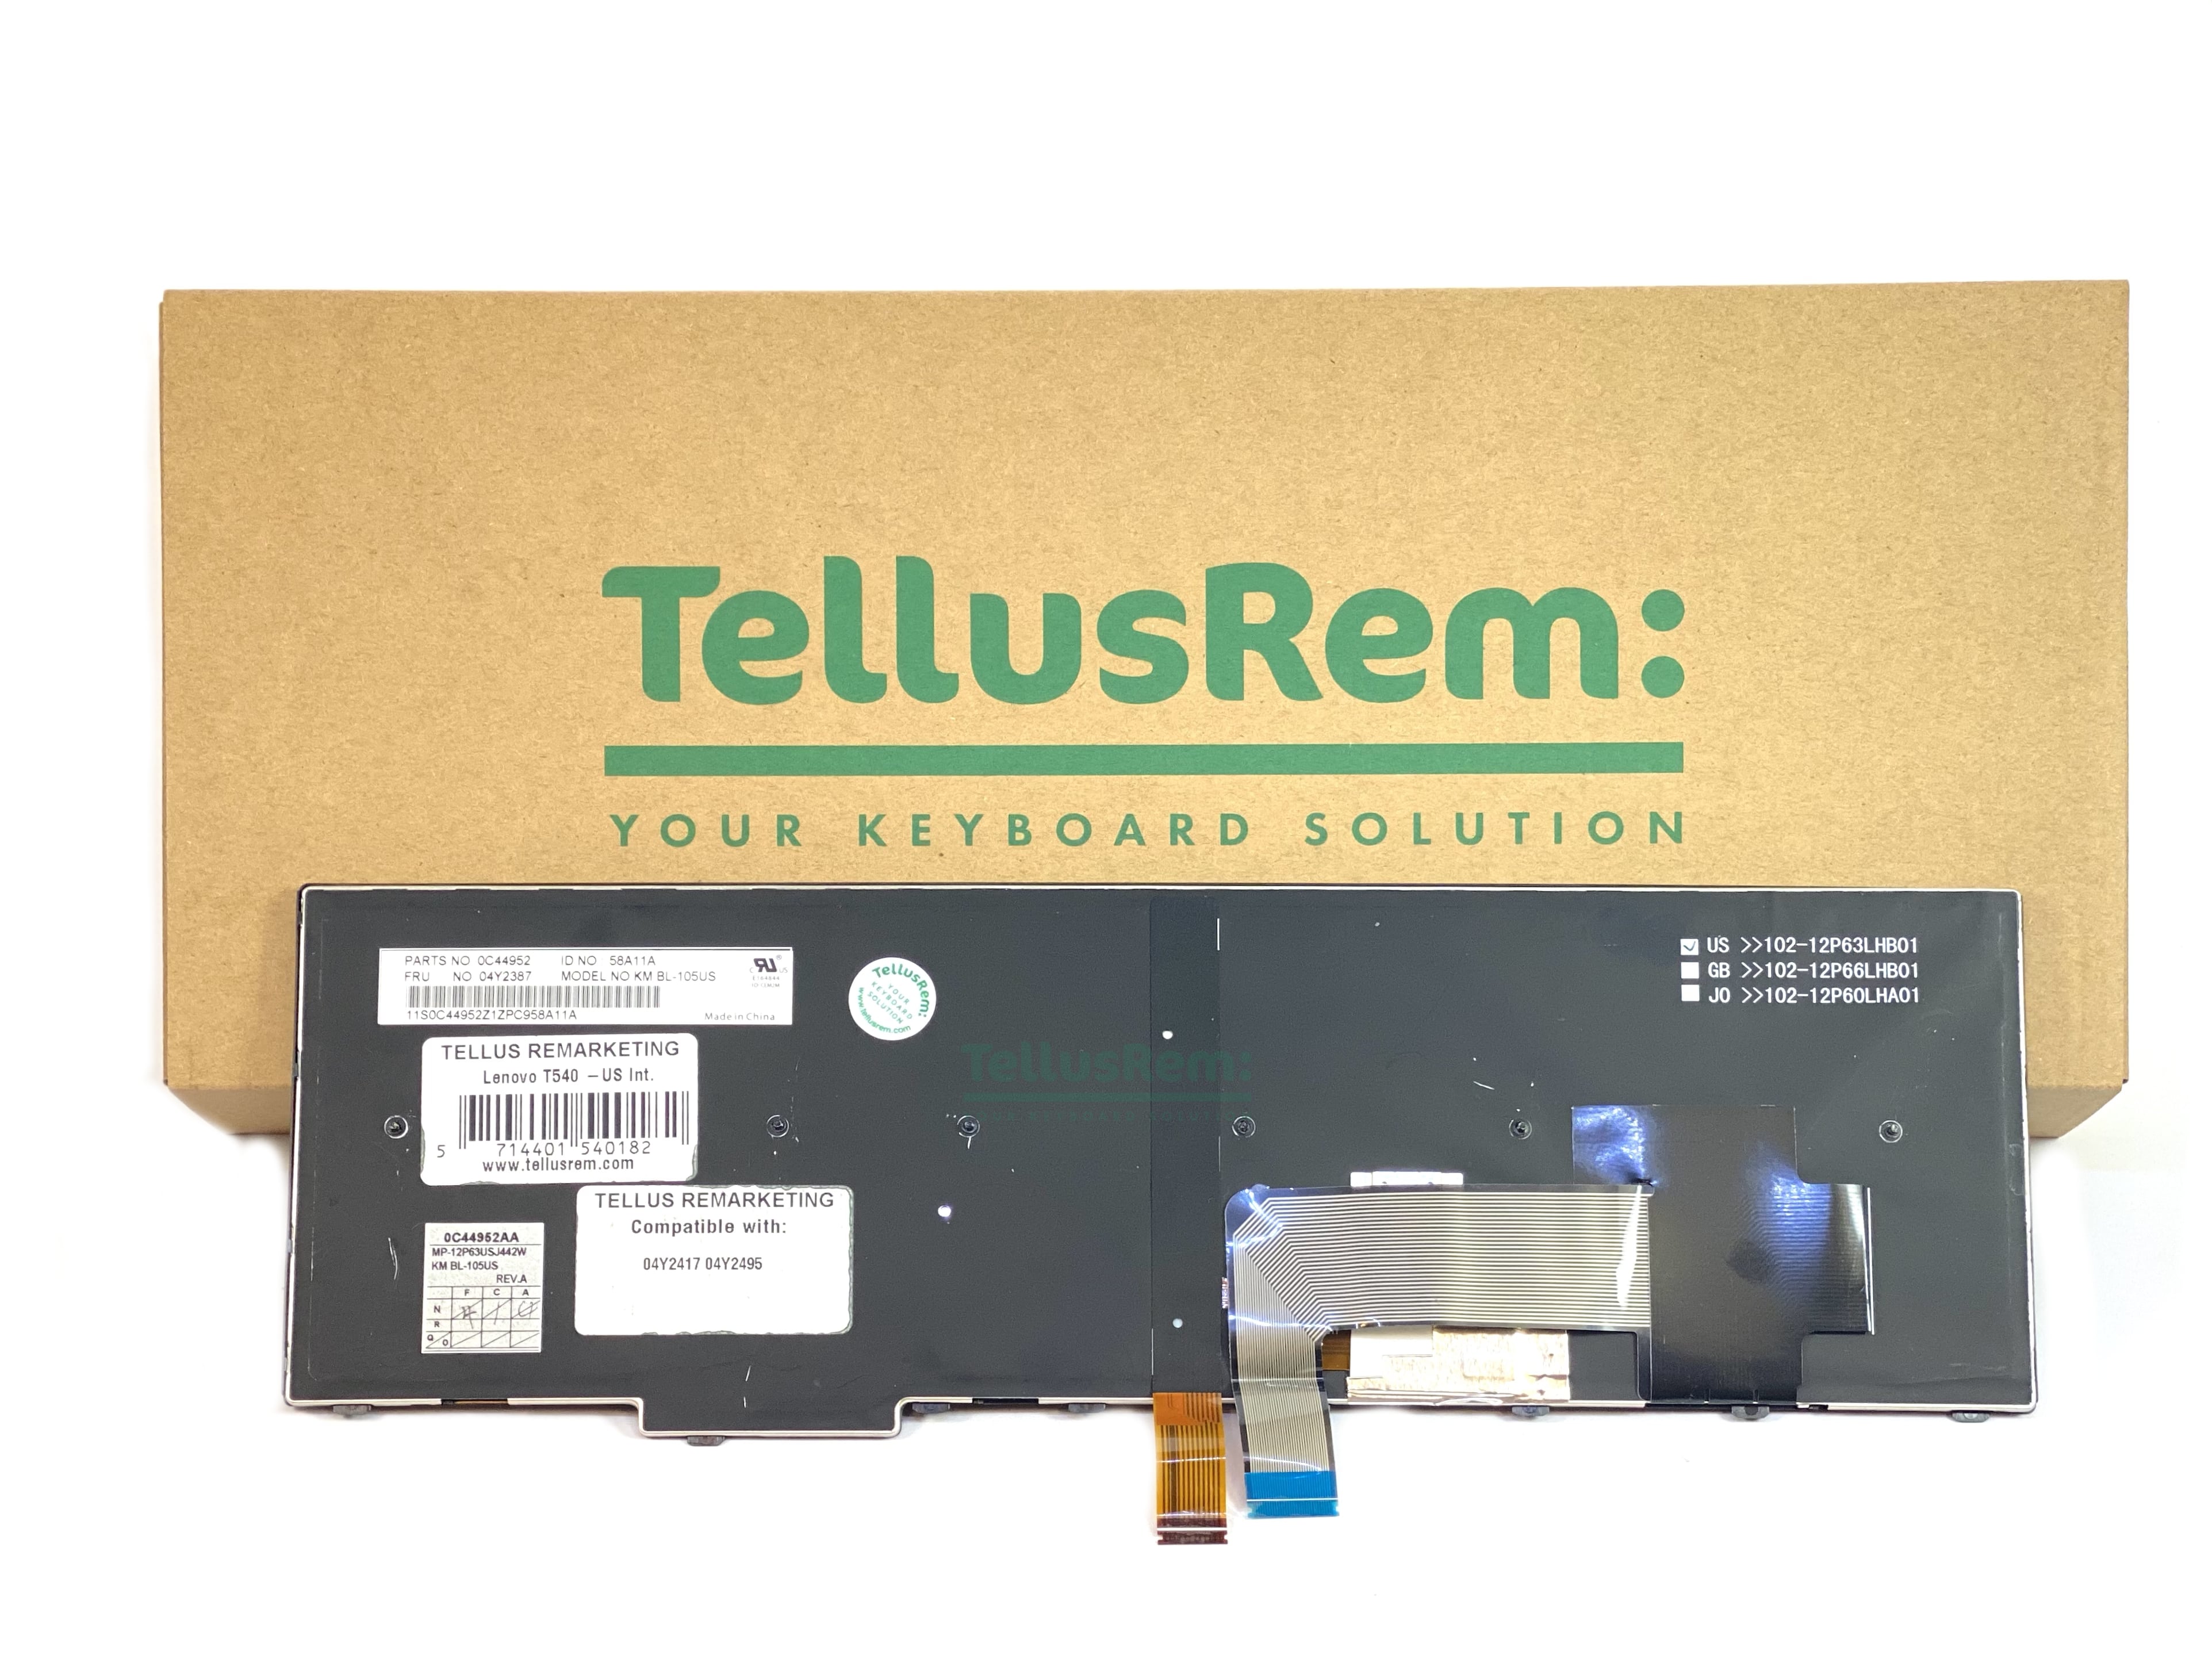 TellusRem:
YOUR KEYBOARD SOLUTION
PARTS NO 0C44952 ID NO 58A11A
FRU NO 04Y2387 MODEL NO KM BL-105US
11S0C44952Z1ZPC958A11A
Made in China
TELLUS REMARKETING
Lenovo T540 -US Int.
5 714401 540182
www.tellusrem.com
TELLUS REMARKETING
Compatible with:
04Y2417 04Y2495
0C44952AA
MP-12P63USJ442W
KM BL-105US
REV.A
F C A
N
R
Q
O
TellusRem:
YOUR
KEYBOARD
SOLUTION
www.tellusrem.com
TellusRem:
US >>102-12P63LHB01
GB >>102-12P66LHB01
JO >>102-12P60LHA01